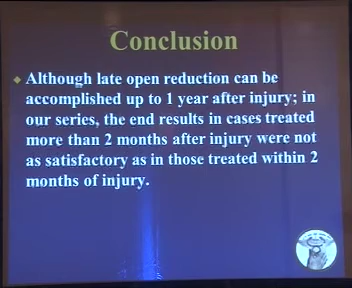 Conclusion
Although late open reduction can be
accomplished up to 1 year after injury; in
our series, the end results in cases treated
more than 2 months after injury were not
as satisfactory as in those treated within 2
months of injury.